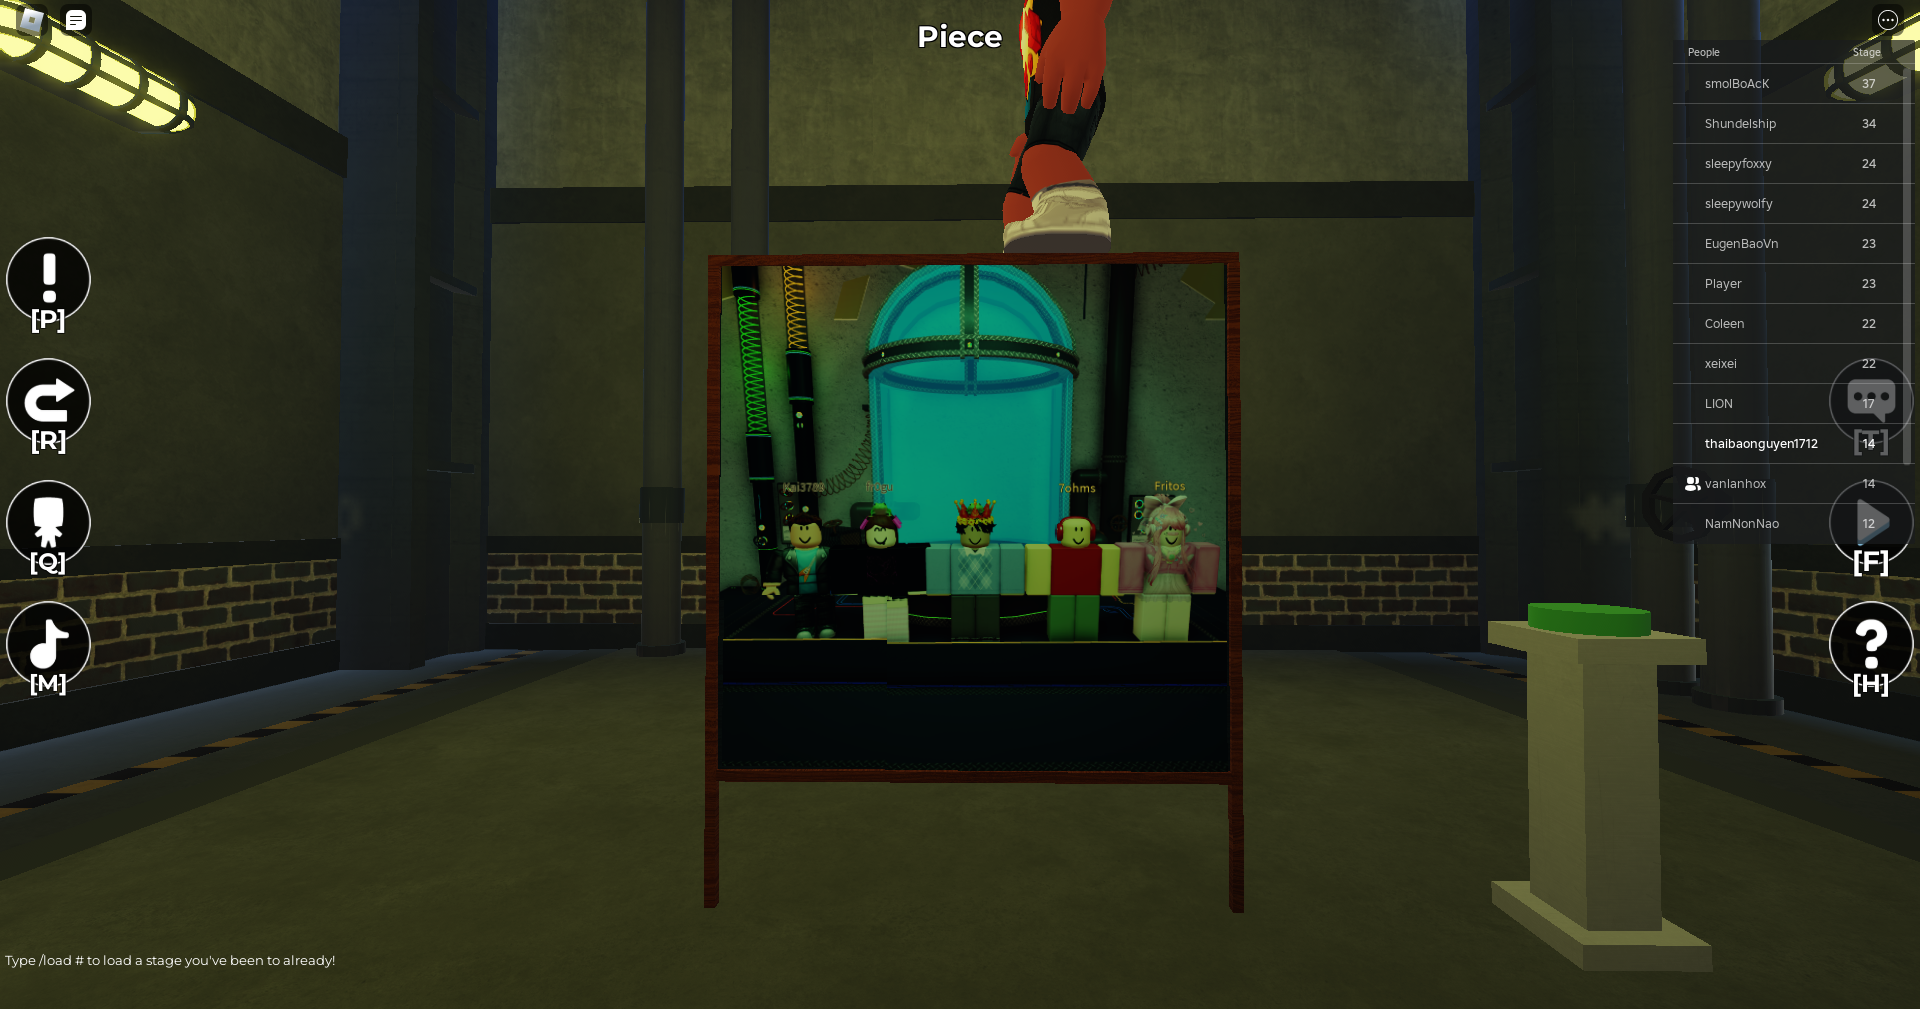 Piece
People Stage
smolBoAcK 37
Shundelship 34
sleepyfoxxy 24
sleepywolfy 24
EugenBaoVn 23
Player 23
Coleen 22
xeixei 22
LION 17
thaibaonguyen1712 14
vanlanhox 14
NamNonNao 12
[P]
[R]
[Q]
[M]
[T]
[F]
[H]
7ohms
Fritos
Type /load # to load a stage you've been to already!